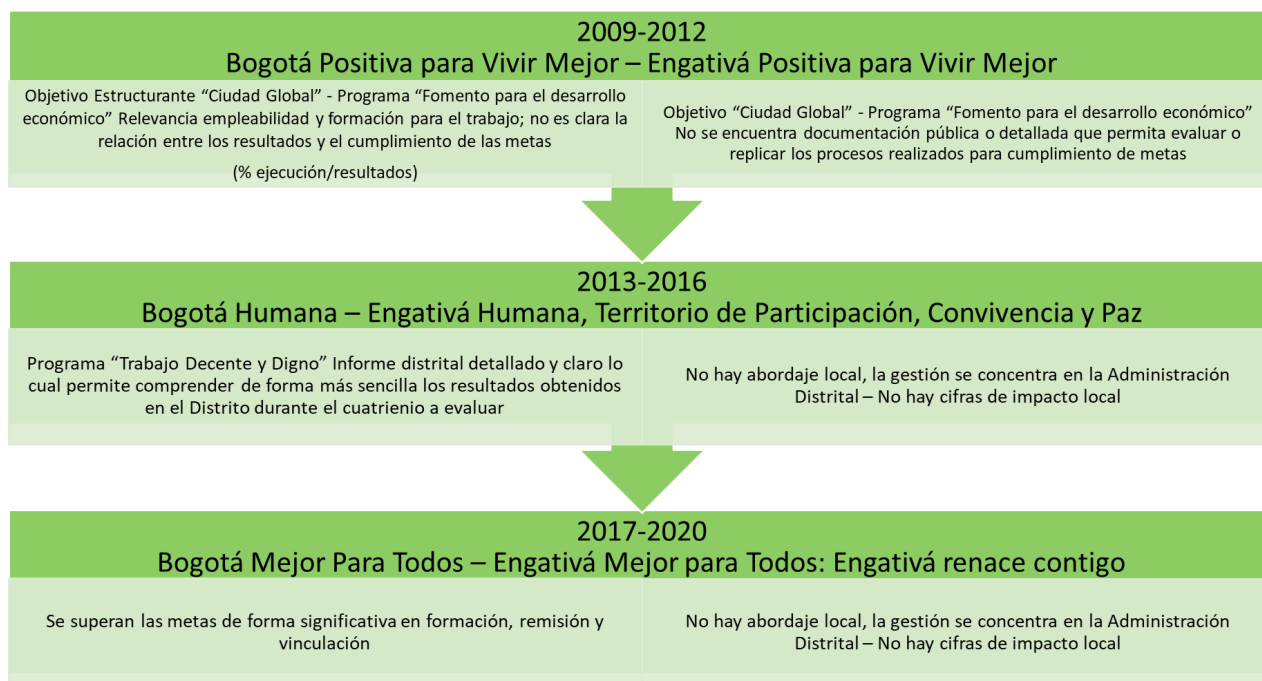 2009-2012
Bogotá Positiva para Vivir Mejor – Engativá Positiva para Vivir Mejor
Objetivo Estructurante “Ciudad Global” - Programa “Fomento para el desarrollo
económico” Relevancia empleabilidad y formación para el trabajo; no es clara la
relación entre los resultados y el cumplimiento de las metas
(% ejecución/resultados)
Objetivo “Ciudad Global” - Programa “Fomento para el desarrollo económico”
No se encuentra documentación pública o detallada que permita evaluar o
replicar los procesos realizados para cumplimiento de metas
2013-2016
Bogotá Humana – Engativá Humana, Territorio de Participación, Convivencia y Paz
Programa “Trabajo Decente y Digno” Informe distrital detallado y claro lo
cual permite comprender de forma más sencilla los resultados obtenidos
en el Distrito durante el cuatrienio a evaluar
No hay abordaje local, la gestión se concentra en la Administración
Distrital – No hay cifras de impacto local
2017-2020
Bogotá Mejor Para Todos – Engativá Mejor para Todos: Engativá renace contigo
Se superan las metas de forma significativa en formación, remisión y
vinculación
No hay abordaje local, la gestión se concentra en la Administración
Distrital – No hay cifras de impacto local